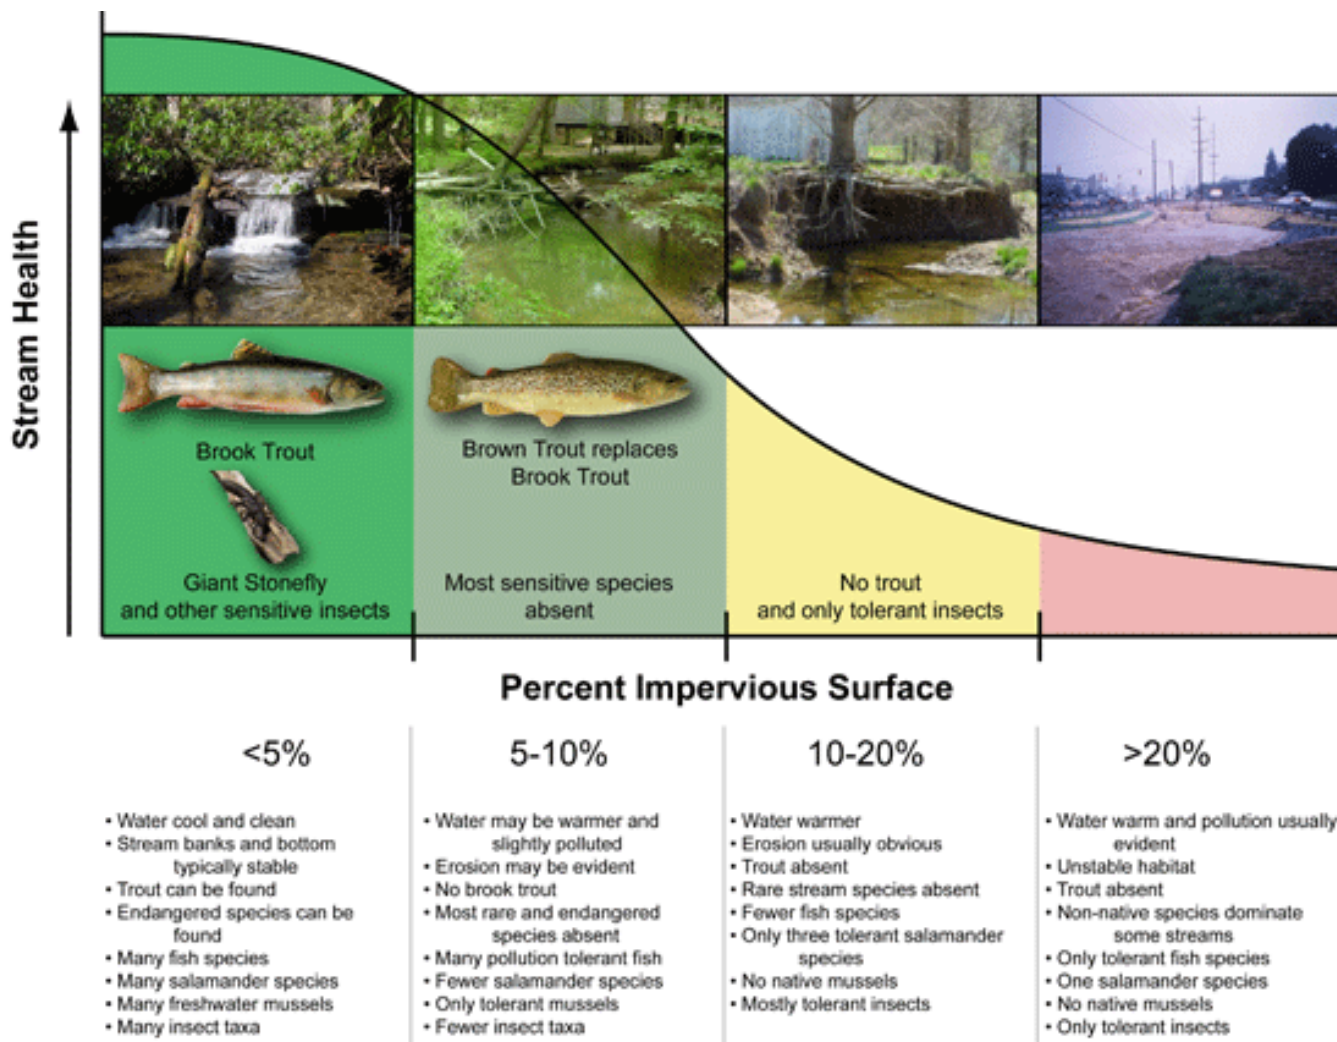 Stream Health
Brook Trout
Giant Stonefly
and other sensitive insects
Brown Trout replaces
Brook Trout
Most sensitive species
absent
No trout
and only tolerant insects
Percent Impervious Surface
<5%
• Water cool and clean
• Stream banks and bottom
typically stable
• Trout can be found
• Endangered species can be
found
• Many fish species
• Many salamander species
• Many freshwater mussels
• Many insect taxa
5-10%
• Water may be warmer and
slightly polluted
• Erosion may be evident
• No brook trout
• Most rare and endangered
species absent
• Many pollution tolerant fish
• Fewer salamander species
• Only tolerant mussels
• Fewer insect taxa
10-20%
• Water warmer
• Erosion usually obvious
• Trout absent
• Rare stream species absent
• Fewer fish species
• Only three tolerant salamander
species
• No native mussels
• Mostly tolerant insects
>20%
• Water warm and pollution usually
evident
• Unstable habitat
• Trout absent
• Non-native species dominate
some streams
• Only tolerant fish species
• One salamander species
• No native mussels
• Only tolerant insects